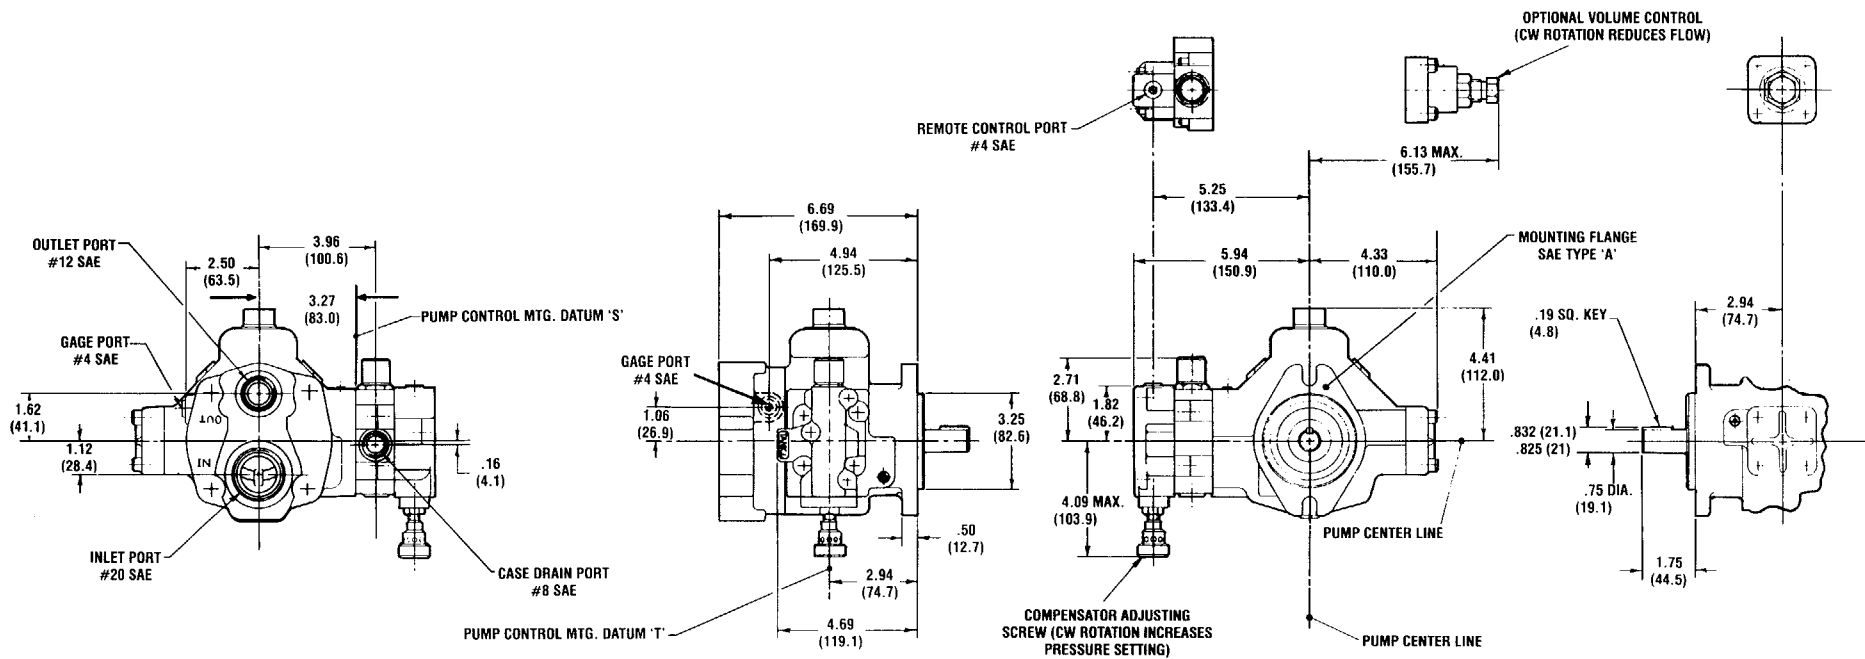 OPTIONAL VOLUME CONTROL
(CW ROTATION REDUCES FLOW)
REMOTE CONTROL PORT
#4 SAE
6.13 MAX.
(155.7)
5.25
(133.4)
OUTLET PORT
#12 SAE
3.96
(100.6)
2.50
(63.5)
3.27
(83.0)
PUMP CONTROL MTG. DATUM 'S'
GAGE PORT
#4 SAE
1.62
(41.1)
OUT
1.12
(28.4)
IN
.16
(4.1)
INLET PORT
#20 SAE
CASE DRAIN PORT
#8 SAE
6.69
(169.9)
4.94
(125.5)
GAGE PORT
#4 SAE
1.06
(26.9)
3.25
(82.6)
.50
(12.7)
2.94
(74.7)
PUMP CONTROL MTG. DATUM 'T'
4.69
(119.1)
5.94
(150.9)
4.33
(110.0)
MOUNTING FLANGE
SAE TYPE 'A'
2.71
(68.8)
1.82
(46.2)
4.41
(112.0)
4.09 MAX.
(103.9)
PUMP CENTER LINE
COMPENSATOR ADJUSTING
SCREW (CW ROTATION INCREASES
PRESSURE SETTING)
PUMP CENTER LINE
2.94
(74.7)
.19 SQ. KEY
(4.8)
.832 (21.1)
.825 (21)
.75 DIA.
(19.1)
1.75
(44.5)